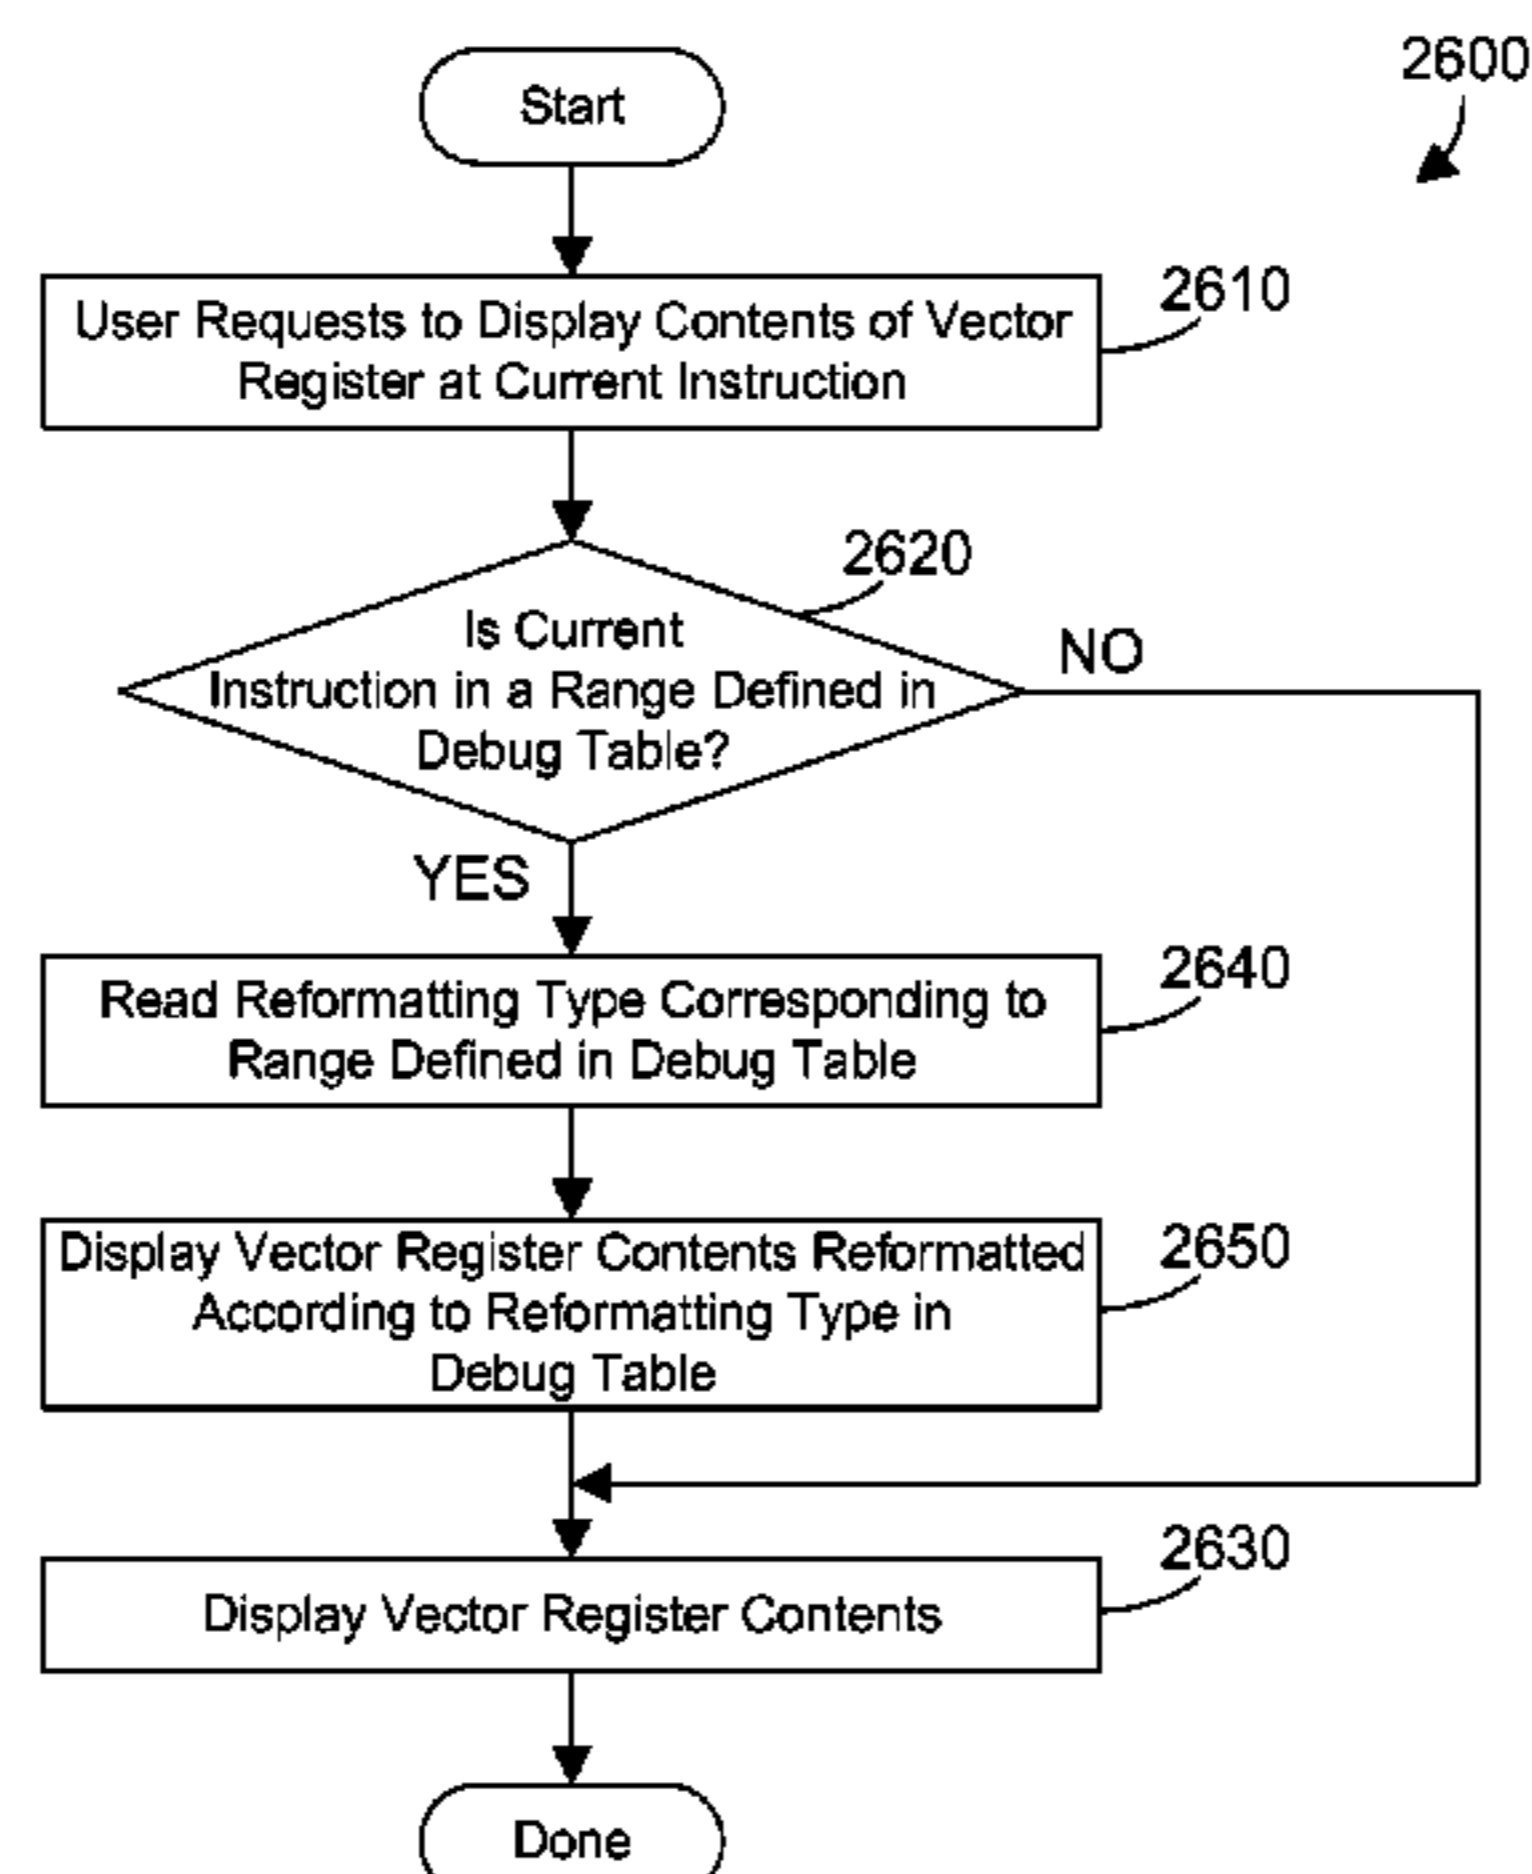 2600
Start
2610
User Requests to Display Contents of Vector
Register at Current Instruction
2620
Is Current
Instruction in a Range Defined in
Debug Table?
NO
YES
2640
Read Reformatting Type Corresponding to
Range Defined in Debug Table
2650
Display Vector Register Contents Reformatted
According to Reformatting Type in
Debug Table
2630
Display Vector Register Contents
Done